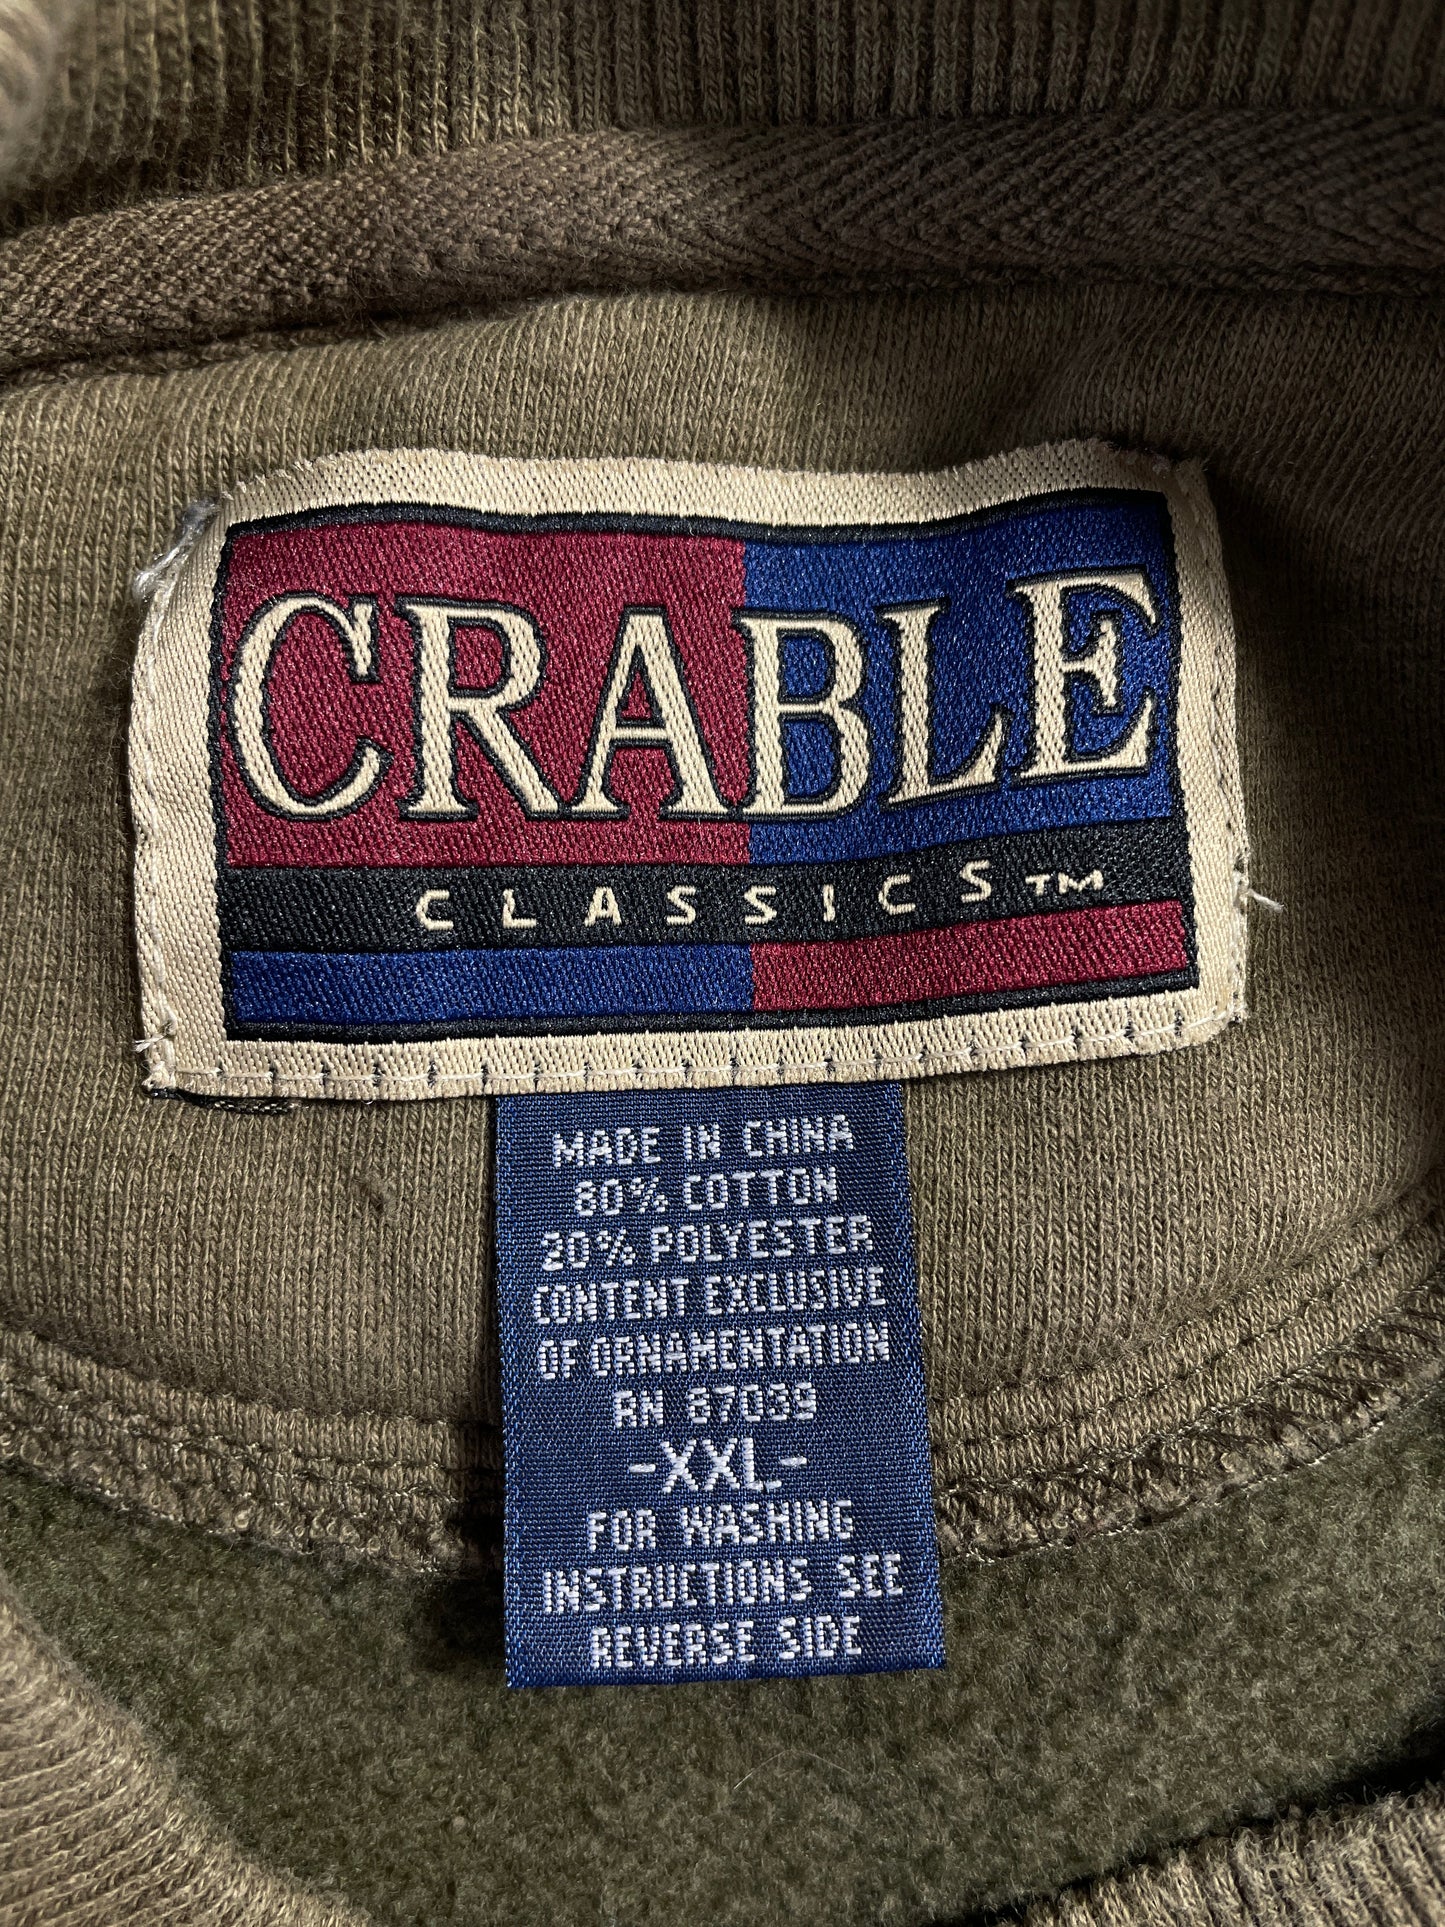 CRABLE
CLASSICS™
MADE IN CHINA
80% COTTON
20% POLYESTER
CONTENT EXCLUSIVE
OF ORNAMENTATION
RN 87039
-XXL-
FOR WASHING
INSTRUCTIONS SEE
REVERSE SIDE